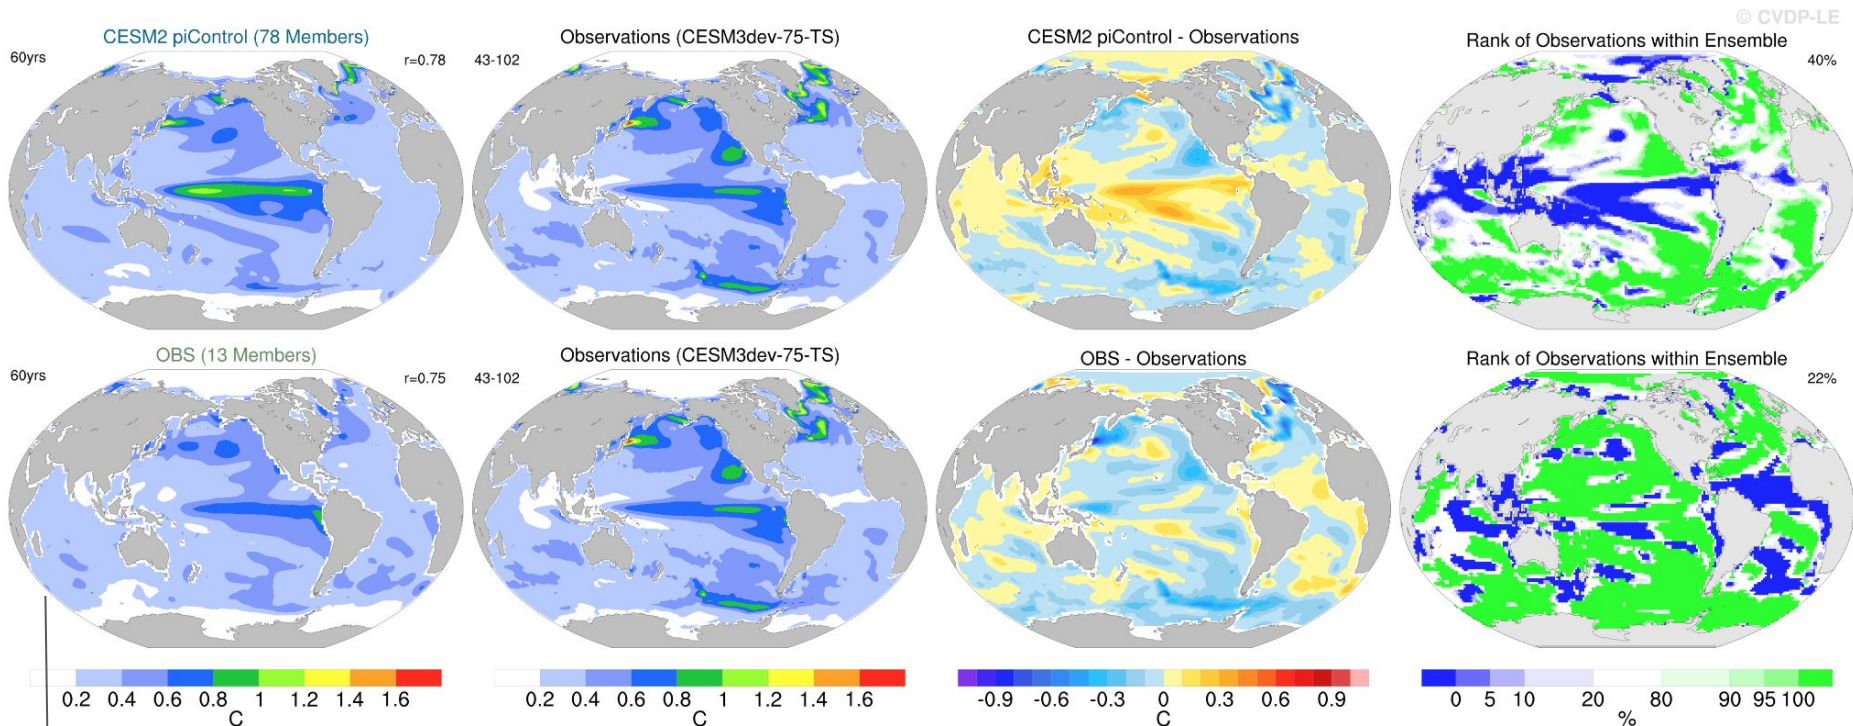 © CVDP-LE
CESM2 piControl (78 Members)
Observations (CESM3dev-75-TS)
CESM2 piControl - Observations
Rank of Observations within Ensemble
60yrs
r=0.78
43-102
40%
OBS (13 Members)
Observations (CESM3dev-75-TS)
OBS - Observations
Rank of Observations within Ensemble
60yrs
r=0.75
43-102
22%
0.2 0.4 0.6 0.8 1 1.2 1.4 1.6
C
0.2 0.4 0.6 0.8 1 1.2 1.4 1.6
C
-0.9 -0.6 -0.3 0 0.3 0.6 0.9
C
0 5 10 20 80 90 95 100
%